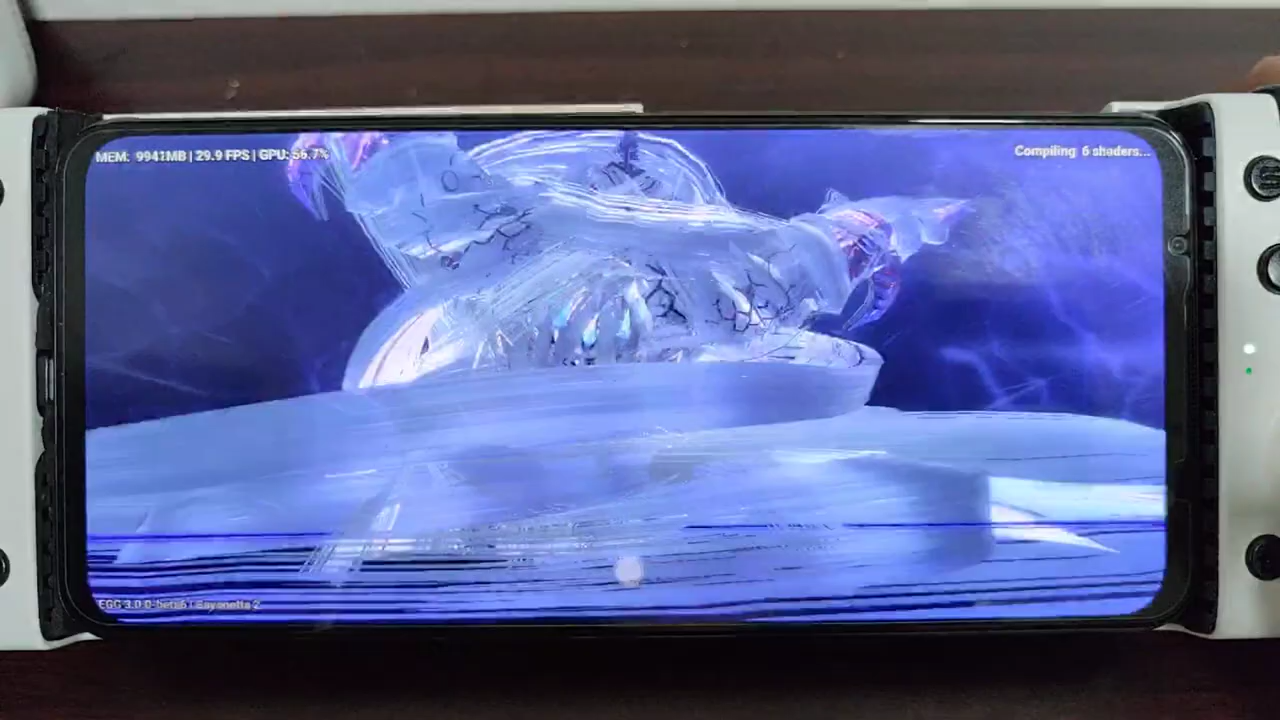 MEM: 9941MB | 29.9 FPS | GPU: 56.7%
Compiling 6 shaders...
EGG 3.0.0-beta6 | Bayonetta 2